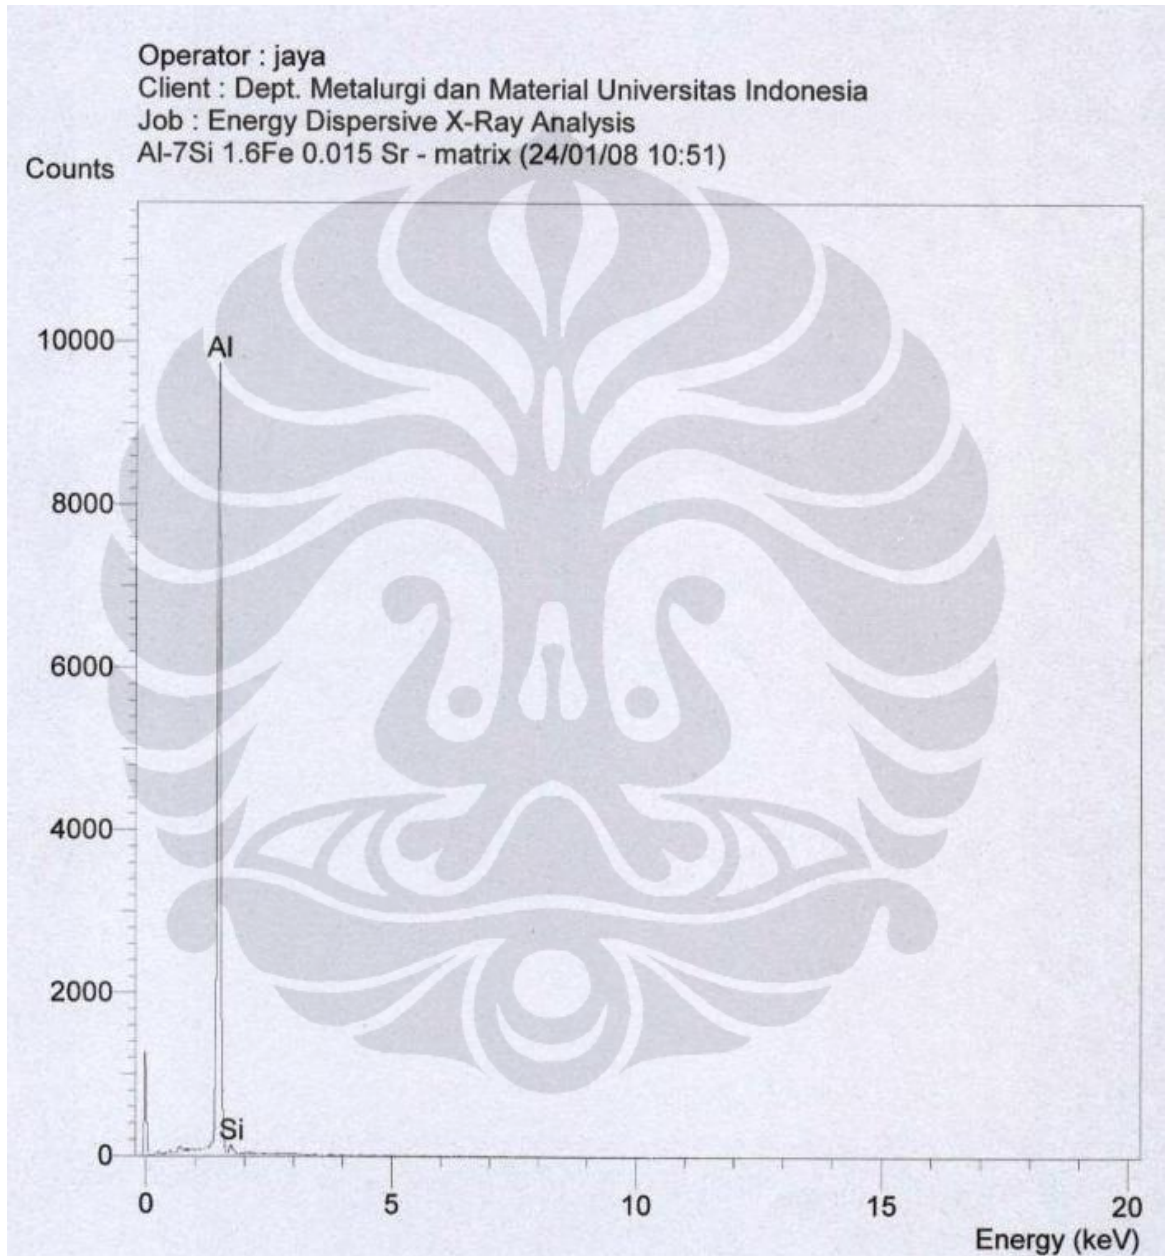 Operator : jaya
Client : Dept. Metalurgi dan Material Universitas Indonesia
Job : Energy Dispersive X-Ray Analysis
Al-7Si 1.6Fe 0.015 Sr - matrix (24/01/08 10:51)
Counts
10000
Al
8000
6000
4000
2000
Si
0
0 5 10 15 20
Energy (keV)